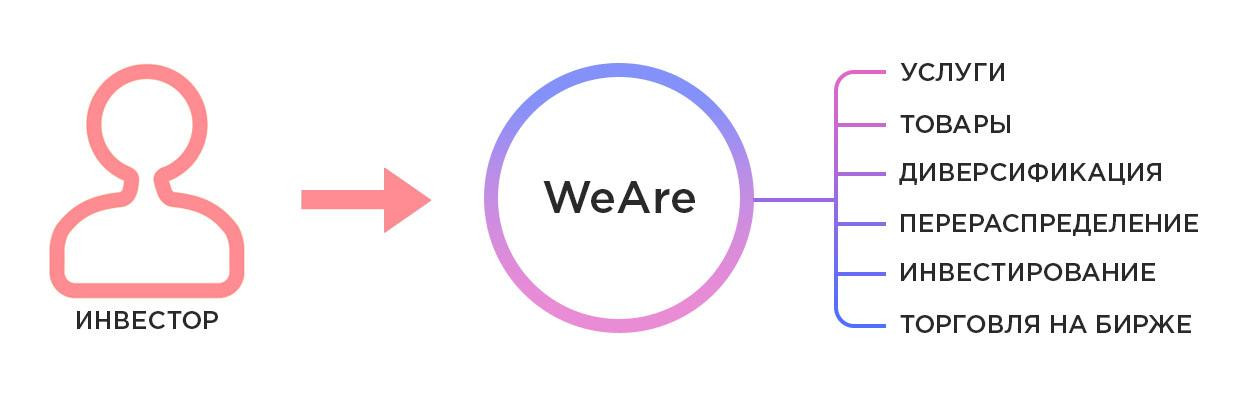 ИНВЕСТОР
WeAre
УСЛУГИ
ТОВАРЫ
ДИВЕРСИФИКАЦИЯ
ПЕРЕРАСПРЕДЕЛЕНИЕ
ИНВЕСТИРОВАНИЕ
ТОРГОВЛЯ НА БИРЖЕ